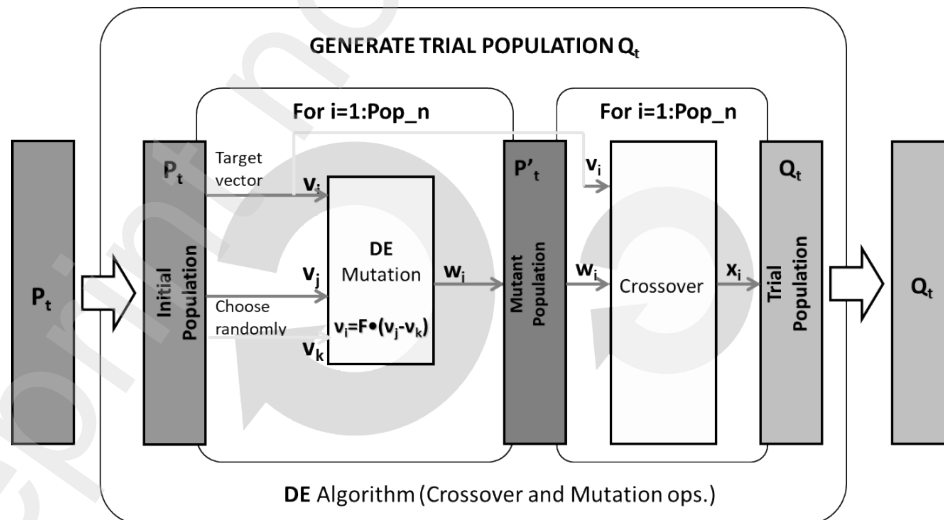 GENERATE TRIAL POPULATION Qt
For i=1:Pop_n
For i=1:Pop_n
Pt
Pt
Initial
Population
Target
vector
vi
vj
Choose
randomly
vk
DE
Mutation
vi=F•(vj-vk)
wi
P't
Mutant
Population
vi
wi
Crossover
xi
Qt
Trial
Population
Qt
DE Algorithm (Crossover and Mutation ops.)